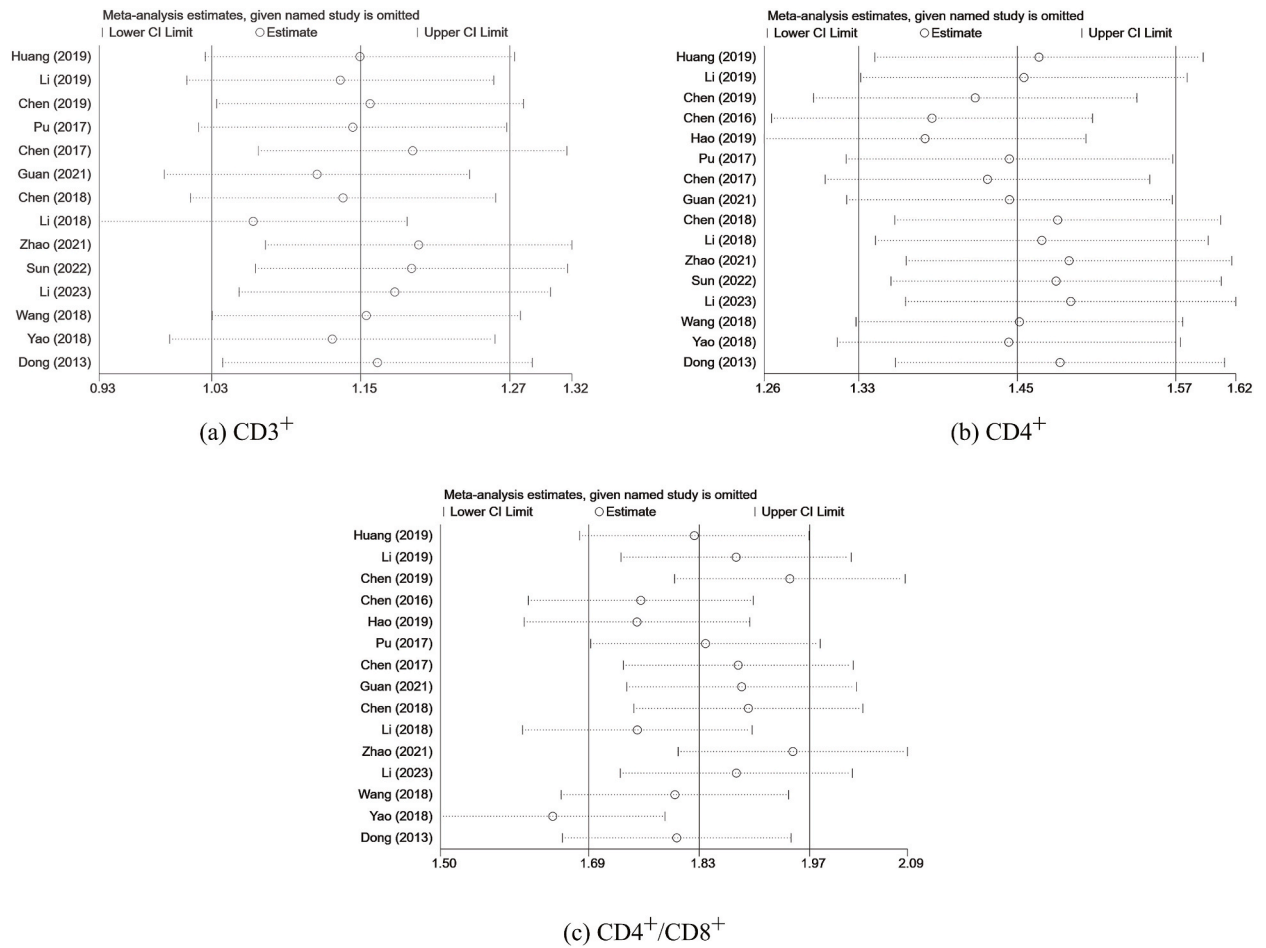 Meta-analysis estimates, given named study is omitted
Lower CI Limit Estimate Upper CI Limit
Huang (2019)
Li (2019)
Chen (2019)
Pu (2017)
Chen (2017)
Guan (2021)
Chen (2018)
Li (2018)
Zhao (2021)
Sun (2022)
Li (2023)
Wang (2018)
Yao (2018)
Dong (2013)
0.93 1.03 1.15 1.27 1.32
(a) CD3+
Meta-analysis estimates, given named study is omitted
Lower CI Limit Estimate Upper CI Limit
Huang (2019)
Li (2019)
Chen (2019)
Chen (2016)
Hao (2019)
Pu (2017)
Chen (2017)
Guan (2021)
Chen (2018)
Li (2018)
Zhao (2021)
Sun (2022)
Li (2023)
Wang (2018)
Yao (2018)
Dong (2013)
1.26 1.33 1.45 1.57 1.62
(b) CD4+
Meta-analysis estimates, given named study is omitted
Lower CI Limit Estimate Upper CI Limit
Huang (2019)
Li (2019)
Chen (2019)
Chen (2016)
Hao (2019)
Pu (2017)
Chen (2017)
Guan (2021)
Chen (2018)
Li (2018)
Zhao (2021)
Li (2023)
Wang (2018)
Yao (2018)
Dong (2013)
1.50 1.69 1.83 1.97 2.09
(c) CD4+/CD8+